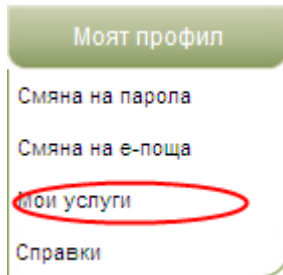 Моят профил
Смяна на парола
Смяна на е-поща
Мои услуги
Справки